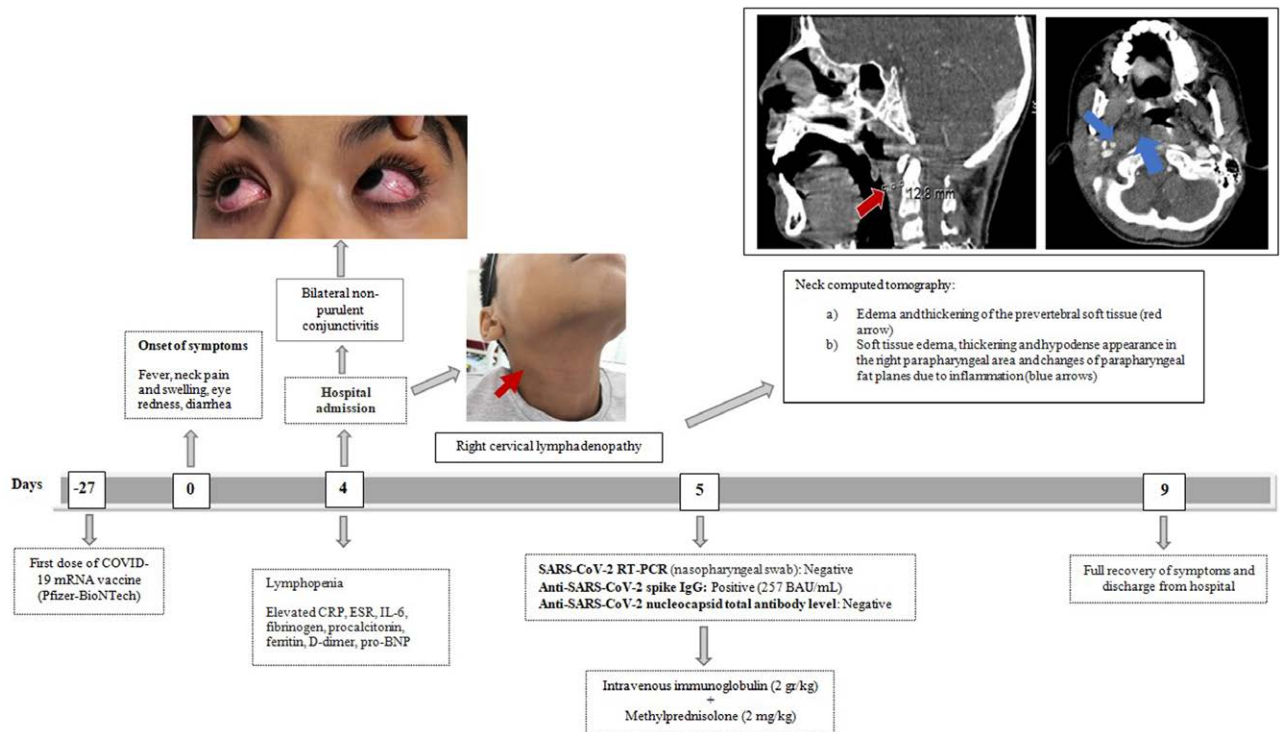 12.8 mm
Neck computed tomography:
a) Edema and thickening of the prevertebral soft tissue (red
arrow)
b) Soft tissue edema, thickening and hypodense appearance in
the right parapharyngeal area and changes of parapharyngeal
fat planes due to inflammation (blue arrows)
Bilateral non-
purulent
conjunctivitis
Onset of symptoms
Fever, neck pain
and swelling, eye
redness, diarrhea
Hospital
admission
Right cervical lymphadenopathy
Days
-27
0
4
5
9
First dose of COVID-
19 mRNA vaccine
(Pfizer-BioNTech)
Lymphopenia
Elevated CRP, ESR, IL-6,
fibrinogen, procalcitonin,
ferritin, D-dimer, pro-BNP
SARS-CoV-2 RT-PCR (nasopharyngeal swab): Negative
Anti-SARS-CoV-2 spike IgG: Positive (257 BAU/mL)
Anti-SARS-CoV-2 nucleocapsid total antibody level: Negative
Intravenous immunoglobulin (2 gr/kg)
+
Methylprednisolone (2 mg/kg)
Full recovery of symptoms and
discharge from hospital